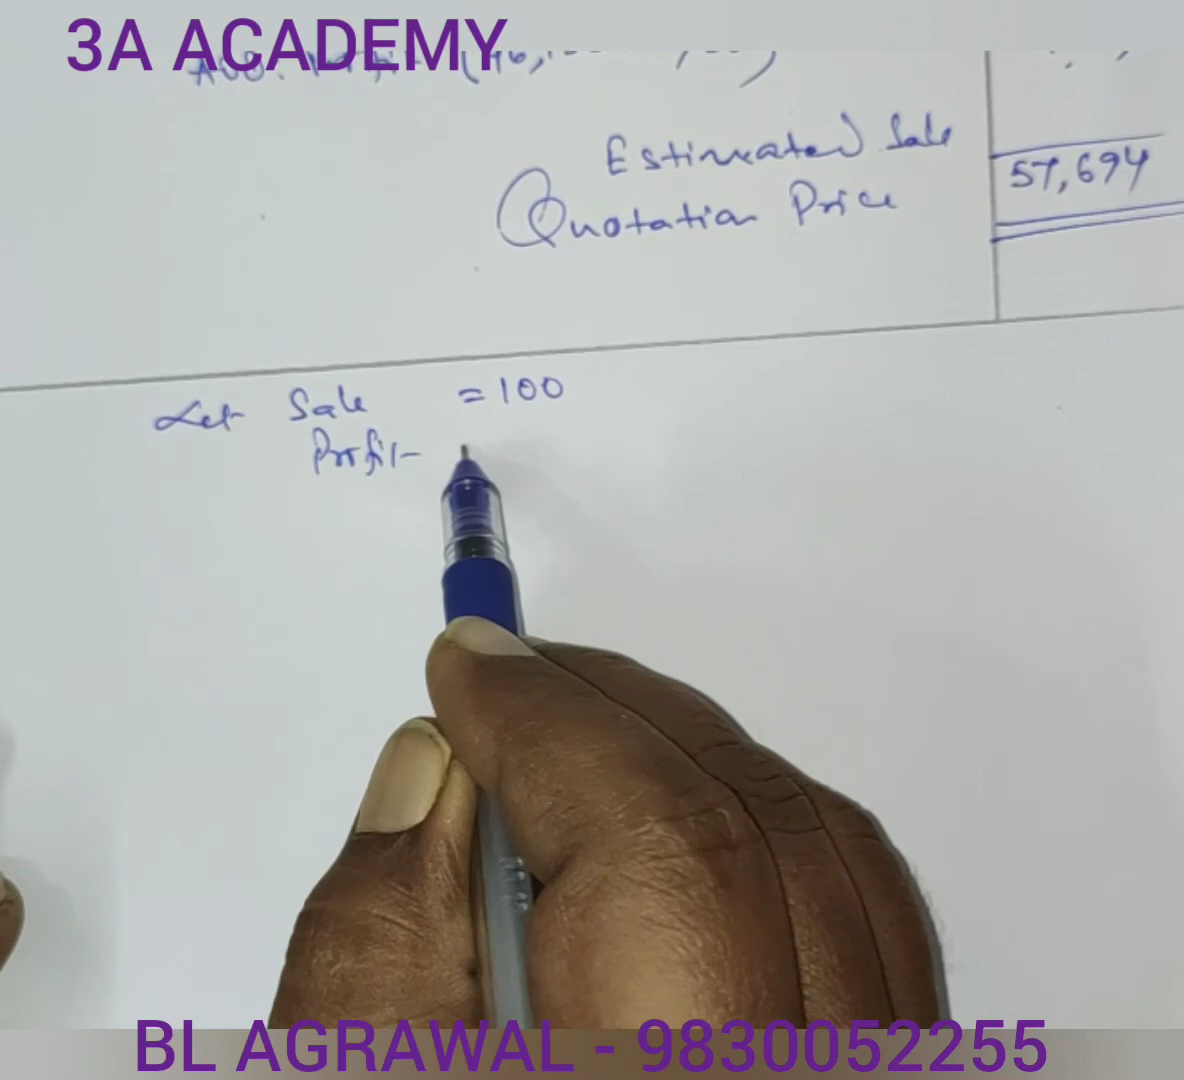 3A ACADEMY
Estimated Sale
57,694
Quotation Price
Let Sale = 100
Profit
BL AGRAWAL - 9830052255